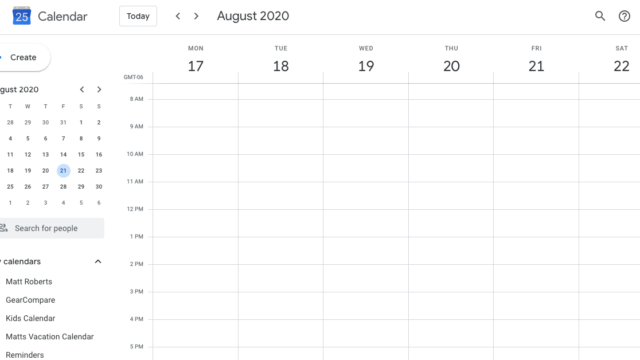 25 Calendar Today August 2020
Create
gust 2020
T W T F S S
28 29 30 31 1 2
4 5 6 7 8 9
11 12 13 14 15 16
18 19 20 21 22 23
25 26 27 28 29 30
1 2 3 4 5 6
Search for people
calendars
Matt Roberts
GearCompare
Kids Calendar
Matts Vacation Calendar
Reminders
MON TUE WED THU FRI SAT
17 18 19 20 21 22
GMT-06
8 AM
9 AM
10 AM
11 AM
12 PM
1 PM
2 PM
3 PM
4 PM
5 PM